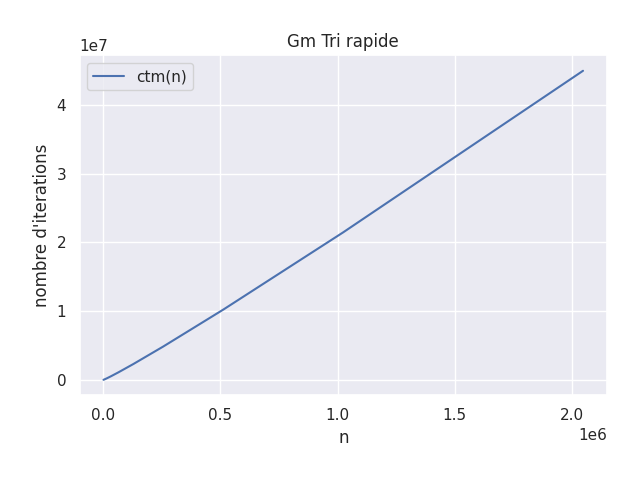 Gm Tri rapide
1e7
ctm(n)
4
3
2
1
0
nombre d'iterations
0.0 0.5 1.0 1.5 2.0
1e6
n